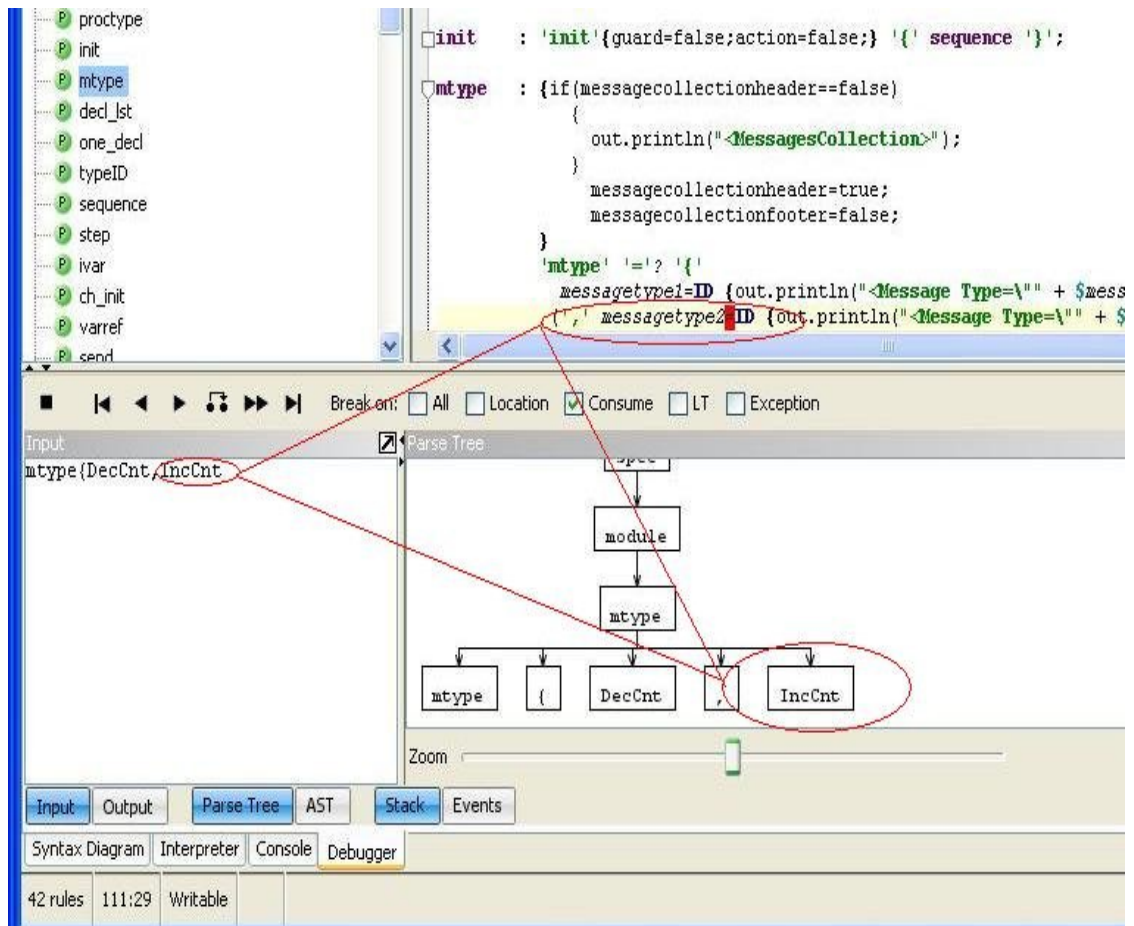 proctype
init
mtype
decl_lst
one_decl
typeID
sequence
step
ivar
ch_init
varref
send
init : 'init'{guard=false;action=false;} '{' sequence '}';
mtype : {if(messagecollectionheader==false)
{
out.println("<MessagesCollection>");
}
messagecollectionheader=true;
messagecollectionfooter=false;
}
'mtype' '='? '{'
messagetype1=ID {out.println("<Message Type=\"" + $mess
(',' messagetype2=ID {out.println("<Message Type=\"" + $
Break on: All Location Consume LT Exception
Input
mtype{DecCnt,IncCnt
Parse Tree
spec
module
mtype
mtype { DecCnt , IncCnt
Zoom
Input Output Parse Tree AST Stack Events
Syntax Diagram Interpreter Console Debugger
42 rules 111:29 Writable